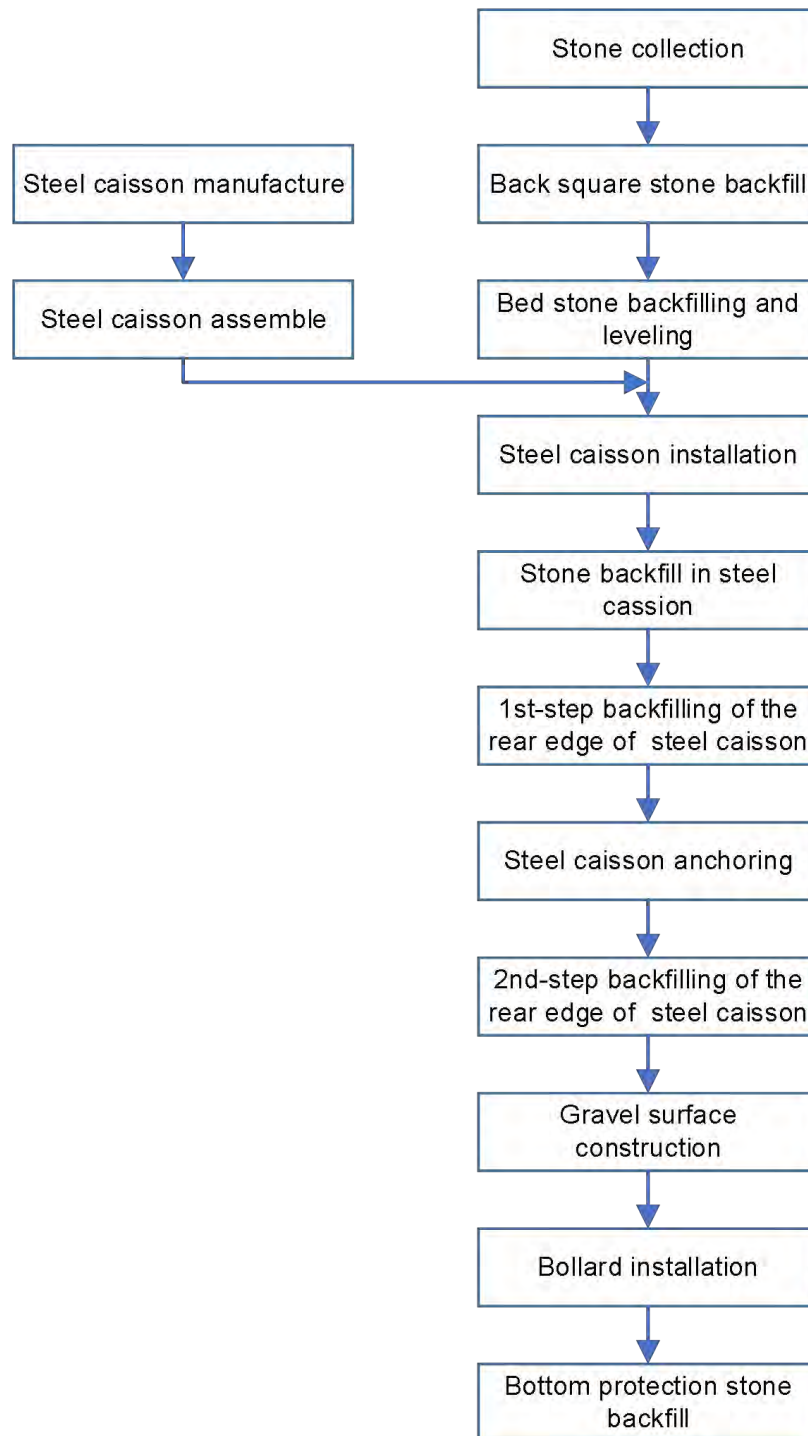 Stone collection
Steel caisson manufacture
Back square stone backfill
Steel caisson assemble
Bed stone backfilling and
leveling
Steel caisson installation
Stone backfill in steel
cassion
1st-step backfilling of the
rear edge of steel caisson
Steel caisson anchoring
2nd-step backfilling of the
rear edge of steel caisson
Gravel surface
construction
Bollard installation
Bottom protection stone
backfill